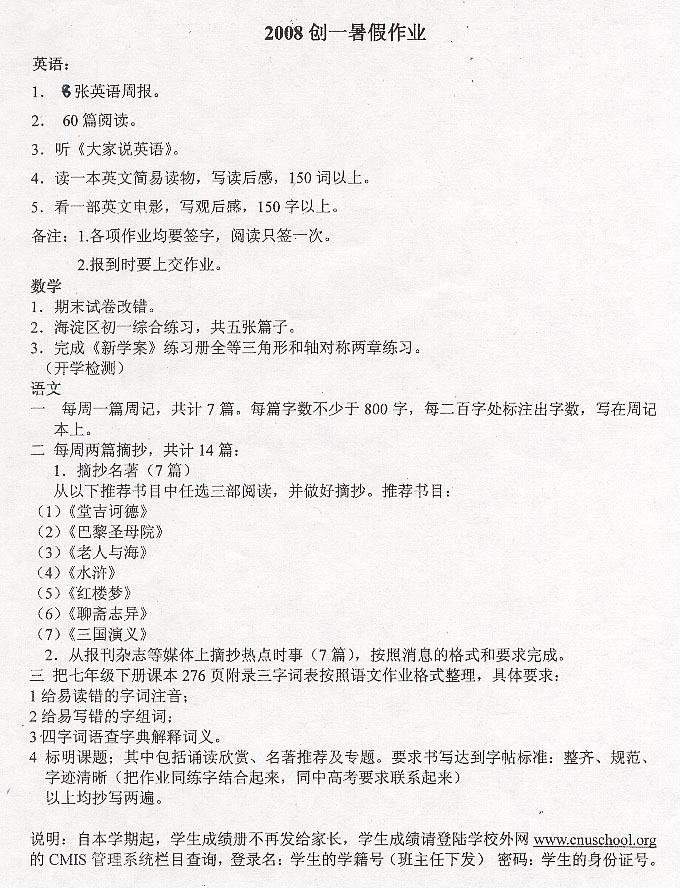 2008 创一暑假作业
英语：
1． 6张英语周报。
2． 60 篇阅读。
3．听《大家说英语》。
4．读一本英文简易读物，写读后感，150 词以上。
5．看一部英文电影，写观后感，150 字以上。
备注：1.各项作业均要签字，阅读只签一次。
2.报到时要上交作业。
数学
1．期末试卷改错。
2．海淀区初一综合练习，共五张篇子。
3．完成《新学案》练习册全等三角形和轴对称两章练习。
（开学检测）
语文
一 每周一篇周记，共计 7 篇。每篇字数不少于 800 字，每二百字处标注出字数，写在周记
本上。
二 每周两篇摘抄，共计 14 篇：
1．摘抄名著（7 篇）
从以下推荐书目中任选三部阅读，并做好摘抄。推荐书目：
（1）《堂吉诃德》
（2）《巴黎圣母院》
（3）《老人与海》
（4）《水浒》
（5）《红楼梦》
（6）《聊斋志异》
（7）《三国演义》
2．从报刊杂志等媒体上摘抄热点时事（7 篇），按照消息的格式和要求完成。
三 把七年级下册课本 276 页附录三字词表按照语文作业格式整理，具体要求：
1 给易读错的字词注音；
2 给易写错的字组词；
3 四字词语查字典解释词义。
4 标明课题；其中包括诵读欣赏、名著推荐及专题。要求书写达到字帖标准：整齐、规范、
字迹清晰（把作业同练字结合起来，同中高考要求联系起来）
以上均抄写两遍。
说明：自本学期起，学生成绩册不再发给家长，学生成绩请登陆学校外网 www.cnuschool.org
的 CMIS 管理系统栏目查询，登录名：学生的学籍号（班主任下发） 密码：学生的身份证号。